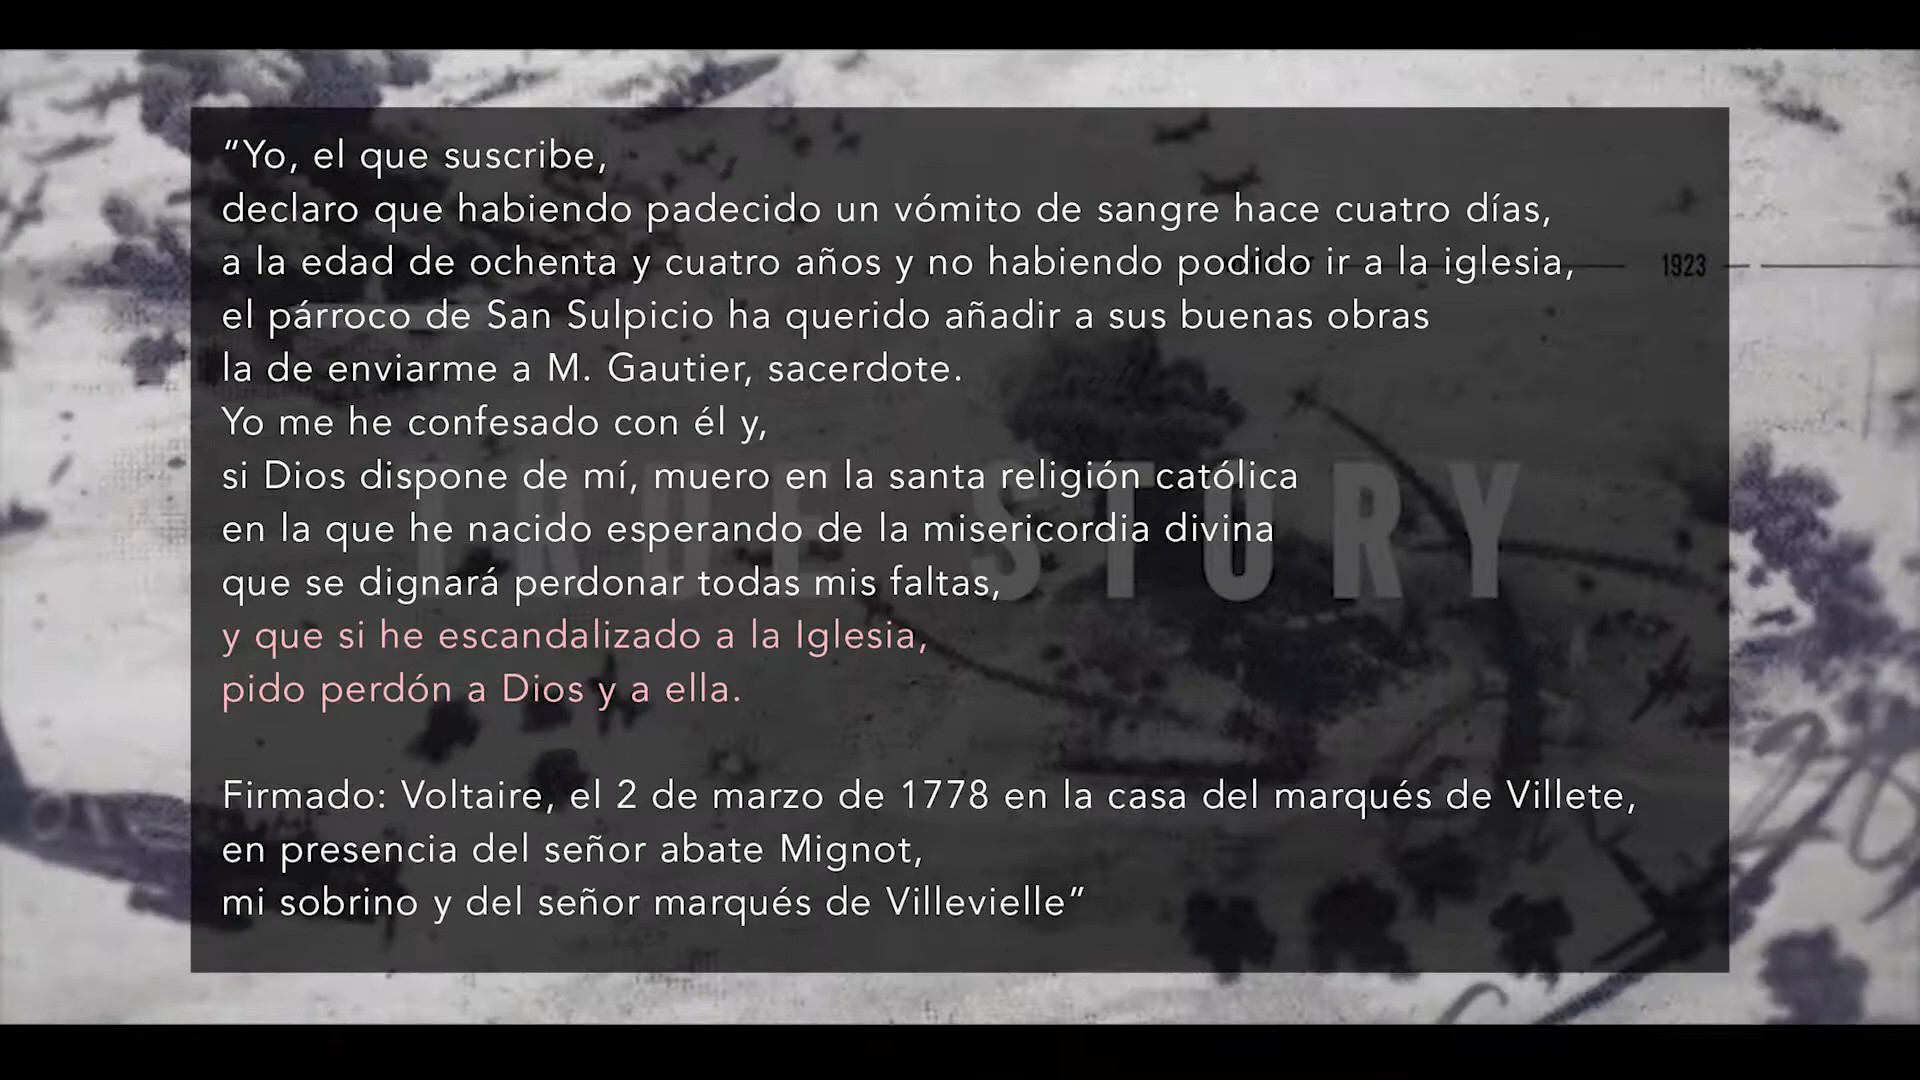 “Yo, el que suscribe,
declaro que habiendo padecido un vómito de sangre hace cuatro días,
a la edad de ochenta y cuatro años y no habiendo podido ir a la iglesia,
1923
el párroco de San Sulpicio ha querido añadir a sus buenas obras
la de enviarme a M. Gautier, sacerdote.
Yo me he confesado con él y,
si Dios dispone de mí, muero en la santa religión católica
en la que he nacido esperando de la misericordia divina
TRUE STORY
que se dignará perdonar todas mis faltas,
y que si he escandalizado a la Iglesia,
pido perdón a Dios y a ella.
Firmado: Voltaire, el 2 de marzo de 1778 en la casa del marqués de Villete,
en presencia del señor abate Mignot,
mi sobrino y del señor marqués de Villevielle”